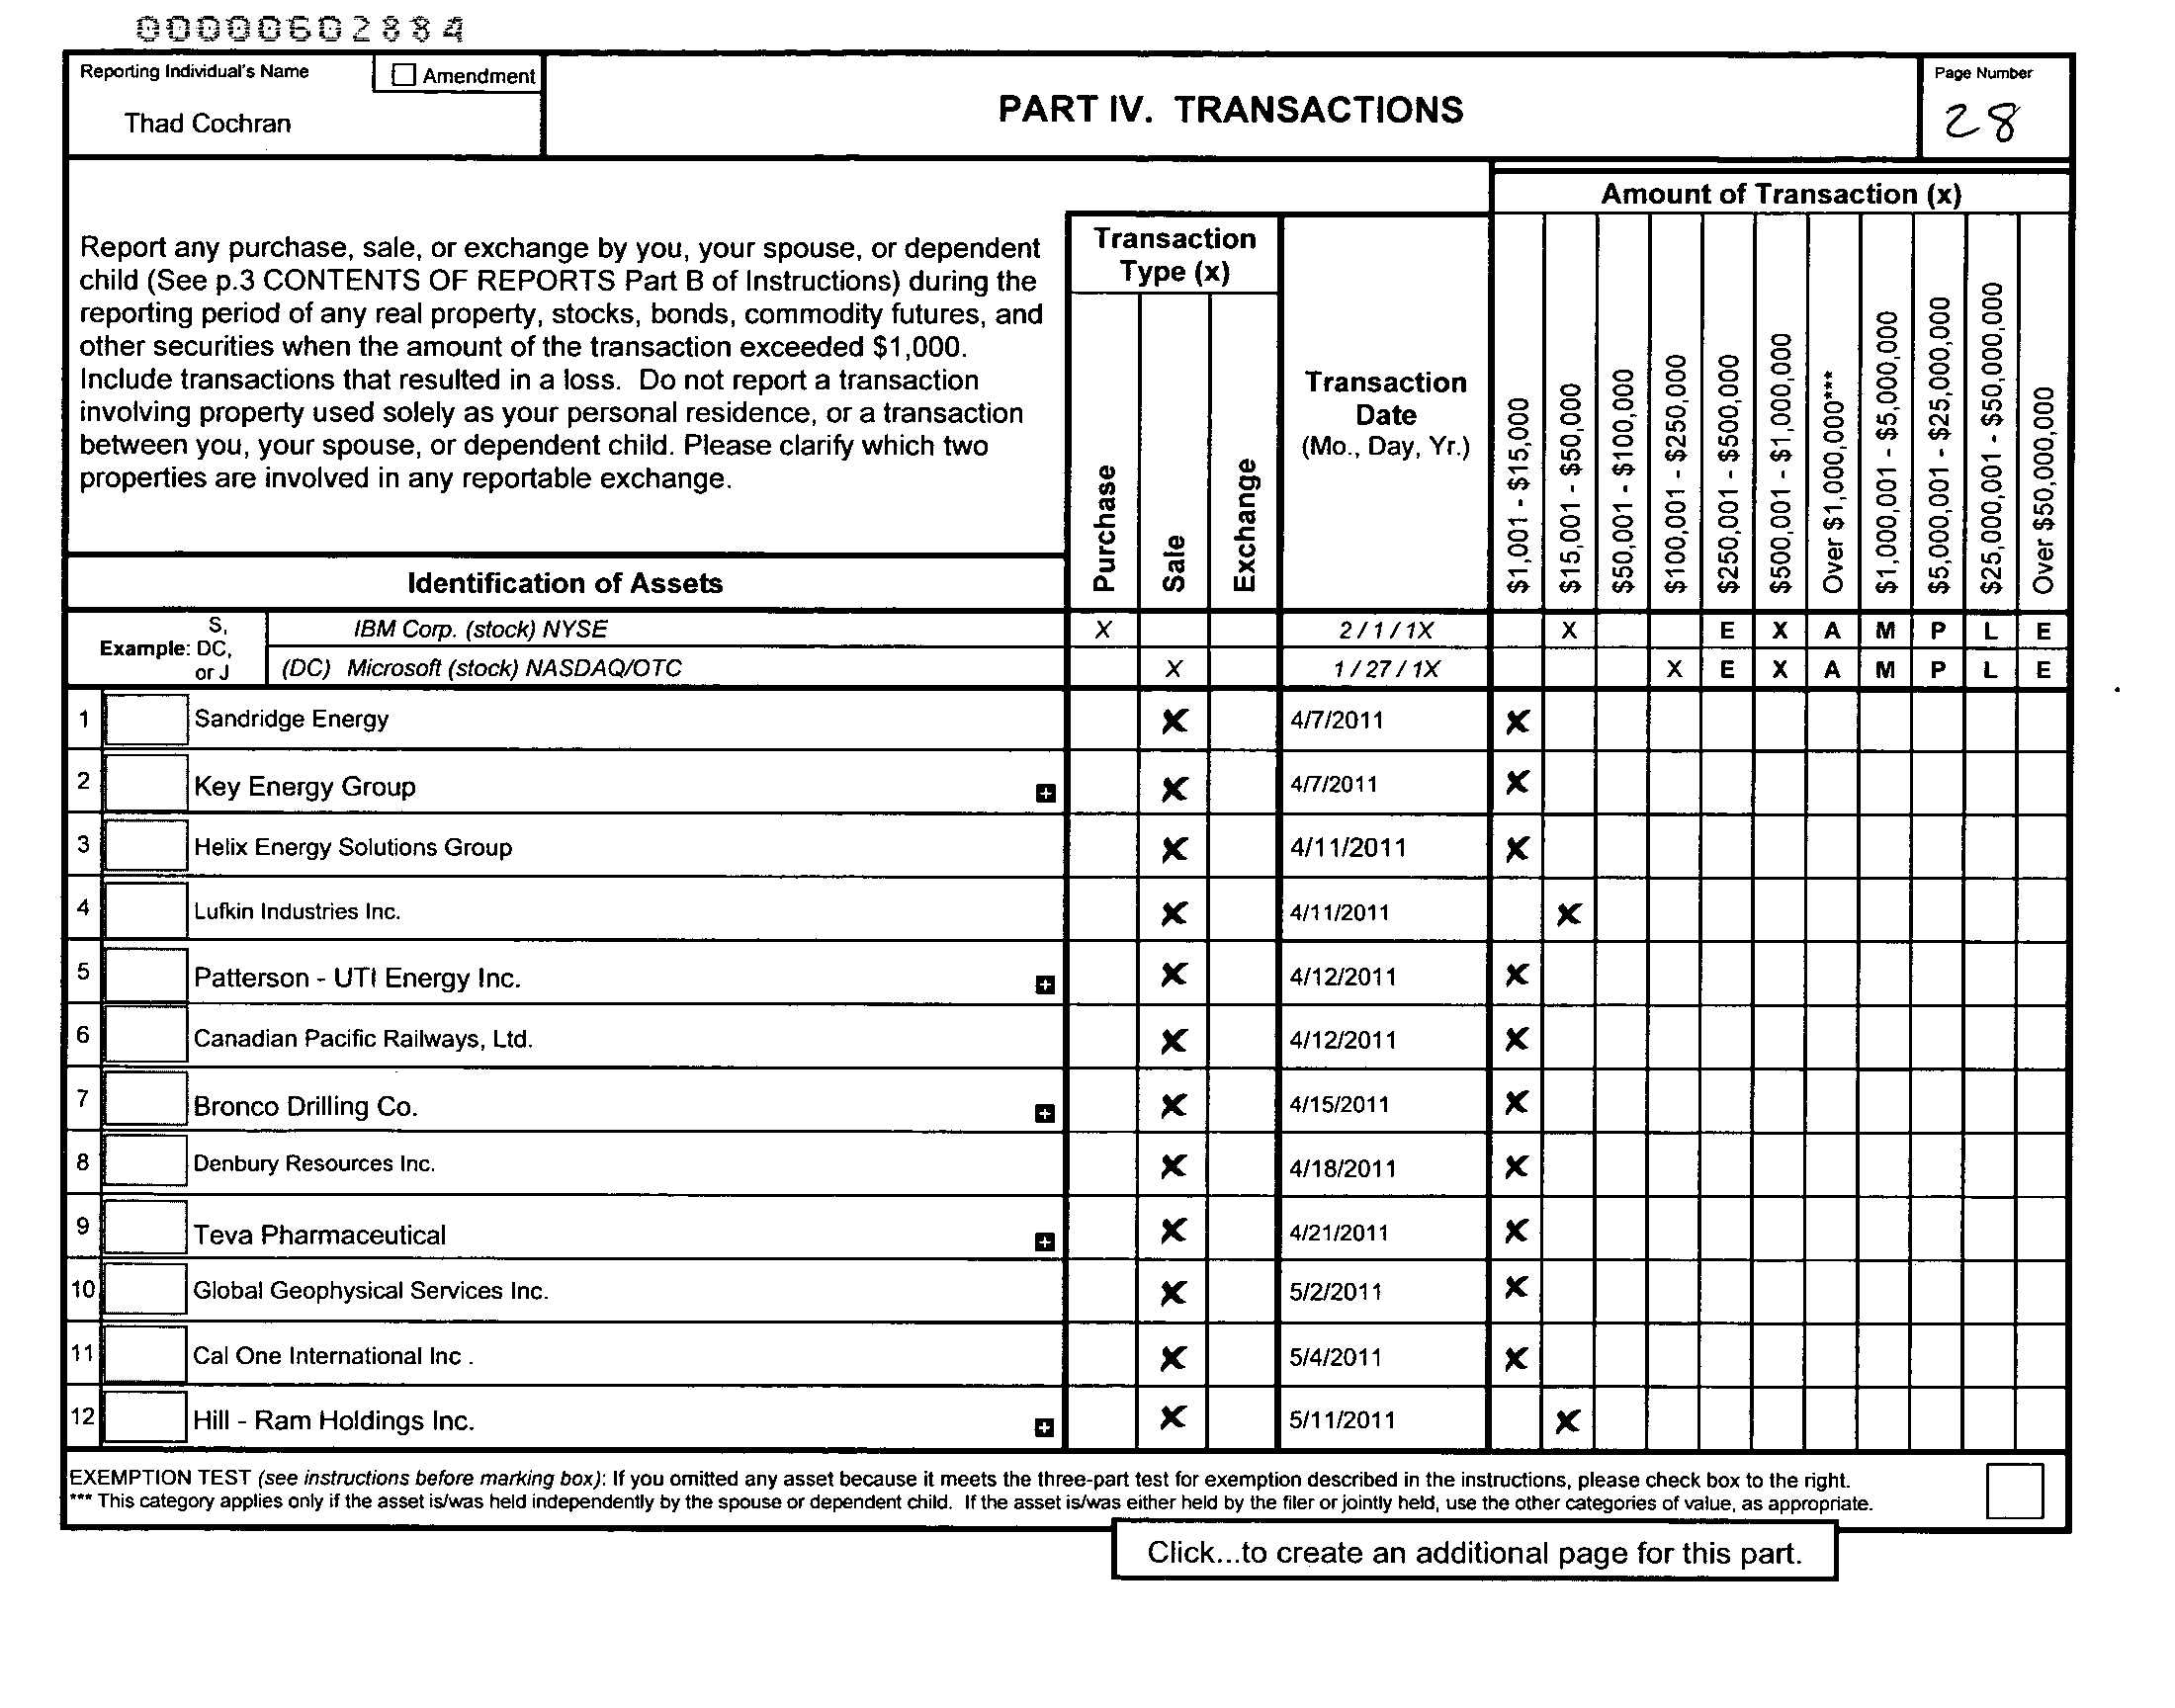 00000602884
Reporting Individual's Name
Amendment
Thad Cochran
PART IV. TRANSACTIONS
Page Number
28
Report any purchase, sale, or exchange by you, your spouse, or dependent
child (See p.3 CONTENTS OF REPORTS Part B of Instructions) during the
reporting period of any real property, stocks, bonds, commodity futures, and
other securities when the amount of the transaction exceeded $1,000.
Include transactions that resulted in a loss. Do not report a transaction
involving property used solely as your personal residence, or a transaction
between you, your spouse, or dependent child. Please clarify which two
properties are involved in any reportable exchange.
Identification of Assets
Transaction
Type (x)
Purchase
Sale
Exchange
Transaction
Date
(Mo., Day, Yr.)
Amount of Transaction (x)
$1,001 - $15,000
$15,001 - $50,000
$50,001 - $100,000
$100,001 - $250,000
$250,001 - $500,000
$500,001 - $1,000,000
Over $1,000,000***
$1,000,001 - $5,000,000
$5,000,001 - $25,000,000
$25,000,001 - $50,000,000
Over $50,000,000
Example: S, DC, or J
IBM Corp. (stock) NYSE X 2 / 1 / 1X X E X A M P L E
(DC) Microsoft (stock) NASDAQ/OTC X 1 / 27 / 1X X E X A M P L E
1 Sandridge Energy X 4/7/2011 X
2 Key Energy Group + X 4/7/2011 X
3 Helix Energy Solutions Group X 4/11/2011 X
4 Lufkin Industries Inc. X 4/11/2011 X
5 Patterson - UTI Energy Inc. + X 4/12/2011 X
6 Canadian Pacific Railways, Ltd. X 4/12/2011 X
7 Bronco Drilling Co. + X 4/15/2011 X
8 Denbury Resources Inc. X 4/18/2011 X
9 Teva Pharmaceutical + X 4/21/2011 X
10 Global Geophysical Services Inc. X 5/2/2011 X
11 Cal One International Inc . X 5/4/2011 X
12 Hill - Ram Holdings Inc. + X 5/11/2011 X
EXEMPTION TEST (see instructions before marking box): If you omitted any asset because it meets the three-part test for exemption described in the instructions, please check box to the right.
*** This category applies only if the asset is/was held independently by the spouse or dependent child. If the asset is/was either held by the filer or jointly held, use the other categories of value, as appropriate.
Click...to create an additional page for this part.